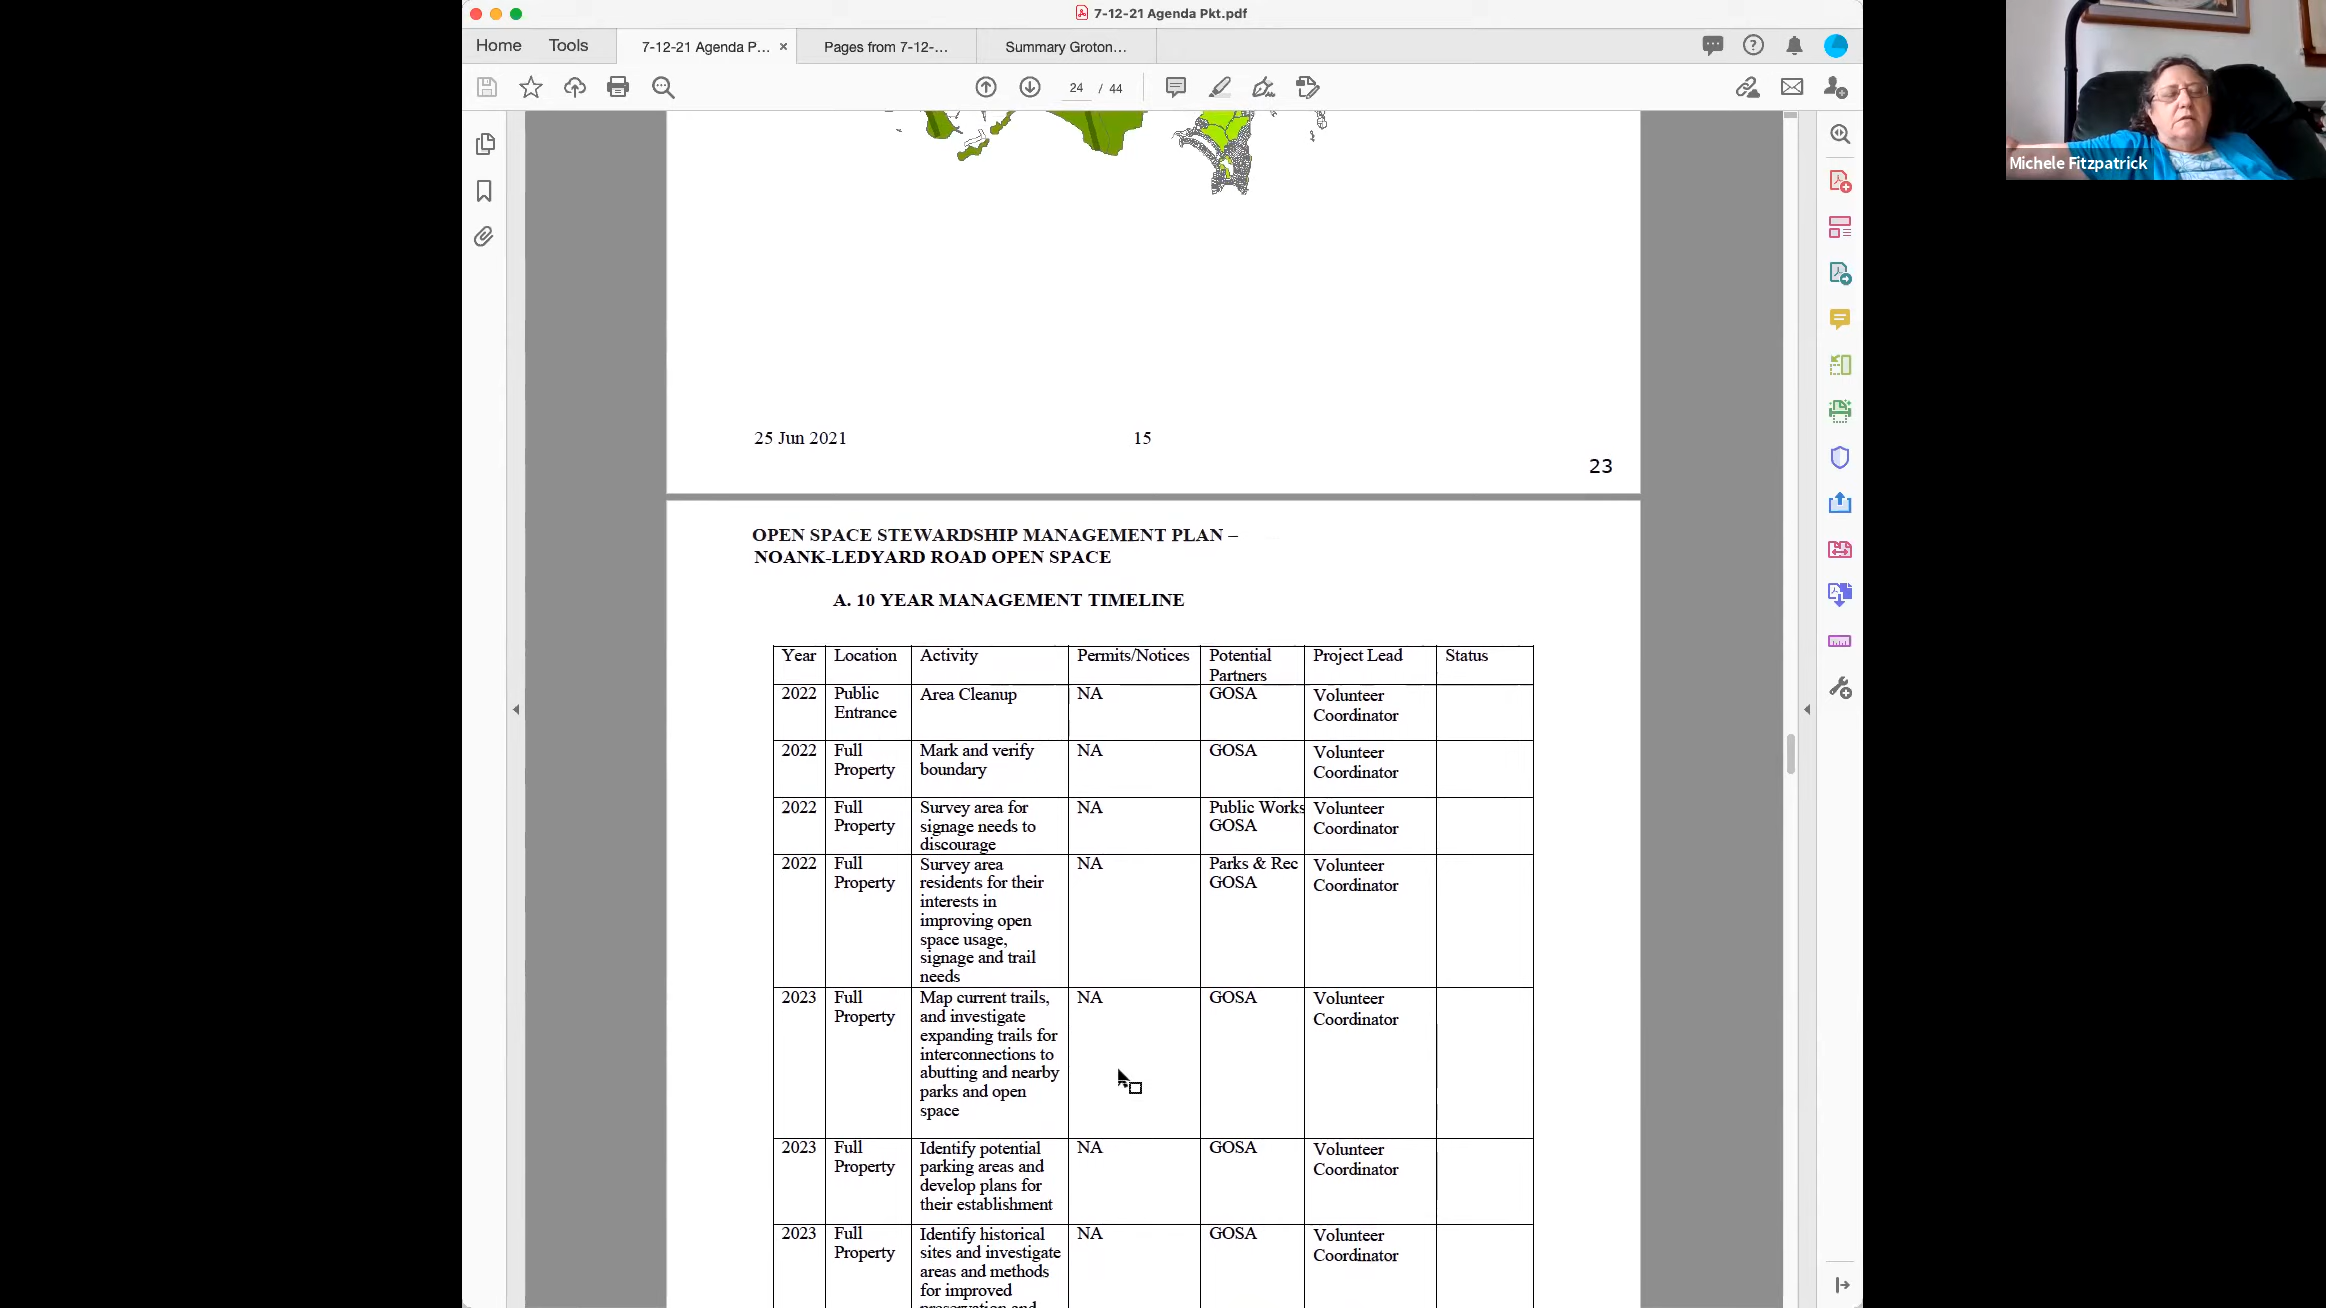 7-12-21 Agenda Pkt.pdf
Home Tools 7-12-21 Agenda P... × Pages from 7-12-... Summary Groton...
24 / 44
Michele Fitzpatrick
25 Jun 2021 15
23
OPEN SPACE STEWARDSHIP MANAGEMENT PLAN –
NOANK-LEDYARD ROAD OPEN SPACE
A. 10 YEAR MANAGEMENT TIMELINE
Year Location Activity Permits/Notices Potential Project Lead Status
Partners
2022 Public Area Cleanup NA GOSA Volunteer
Entrance Coordinator
2022 Full Mark and verify NA GOSA Volunteer
Property boundary Coordinator
2022 Full Survey area for NA Public Works Volunteer
Property signage needs to GOSA Coordinator
discourage
2022 Full Survey area NA Parks & Rec Volunteer
Property residents for their GOSA Coordinator
interests in
improving open
space usage,
signage and trail
needs
2023 Full Map current trails, NA GOSA Volunteer
Property and investigate Coordinator
expanding trails for
interconnections to
abutting and nearby
parks and open
space
2023 Full Identify potential NA GOSA Volunteer
Property parking areas and Coordinator
develop plans for
their establishment
2023 Full Identify historical NA GOSA Volunteer
Property sites and investigate Coordinator
areas and methods
for improved